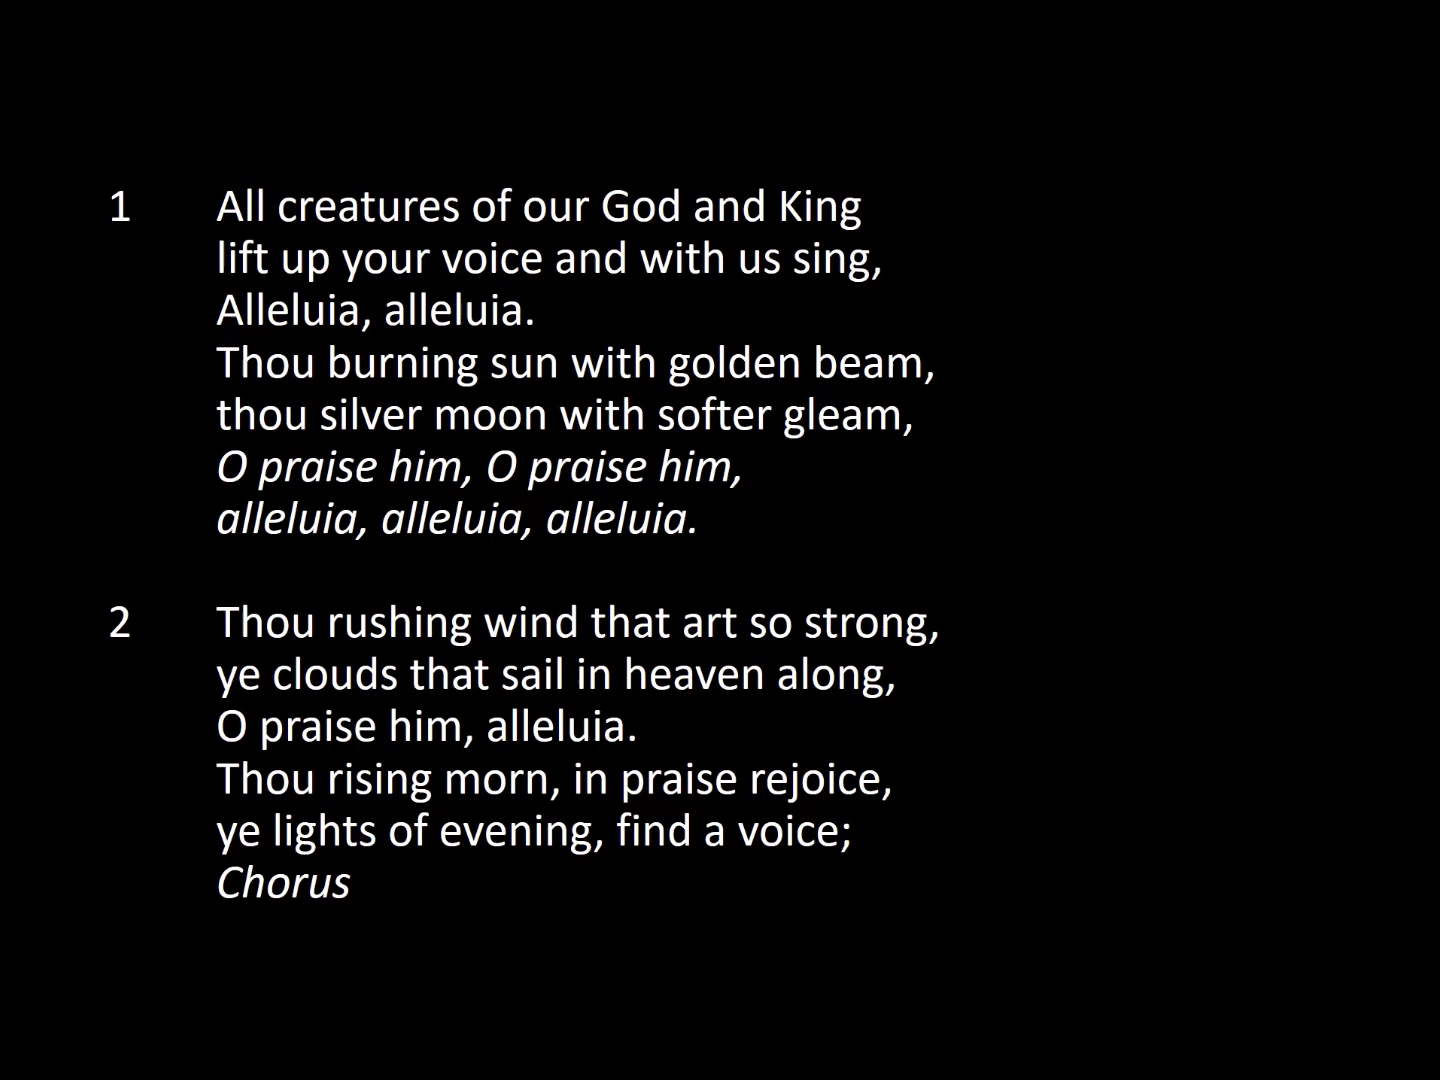 1 All creatures of our God and King
lift up your voice and with us sing,
Alleluia, alleluia.
Thou burning sun with golden beam,
thou silver moon with softer gleam,
O praise him, O praise him,
alleluia, alleluia, alleluia.
2 Thou rushing wind that art so strong,
ye clouds that sail in heaven along,
O praise him, alleluia.
Thou rising morn, in praise rejoice,
ye lights of evening, find a voice;
Chorus